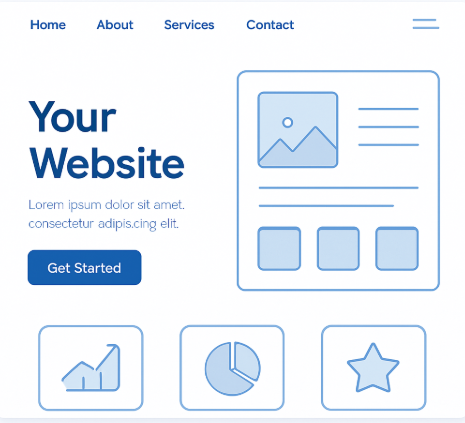 Home About Services Contact
Your
Website
Lorem ipsum dolor sit amet.
consectetur adipis.cing elit.
Get Started